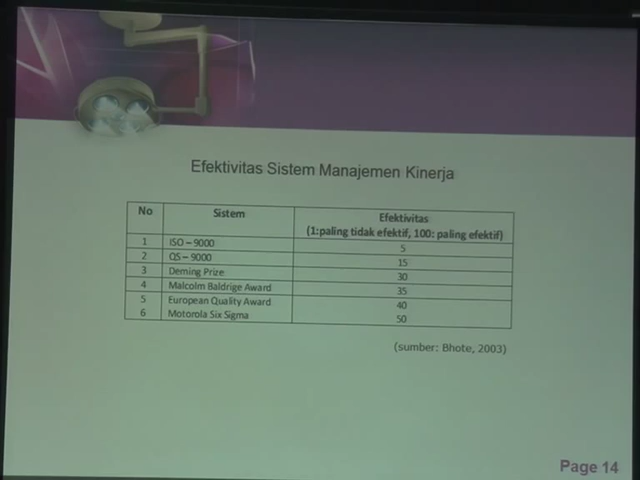 Efektivitas Sistem Manajemen Kinerja
No Sistem Efektivitas
(1:paling tidak efektif, 100: paling efektif)
1 ISO – 9000 5
2 QS – 9000 15
3 Deming Prize 30
4 Malcolm Baldrige Award 35
5 European Quality Award 40
6 Motorola Six Sigma 50
(sumber: Bhote, 2003)
Page 14